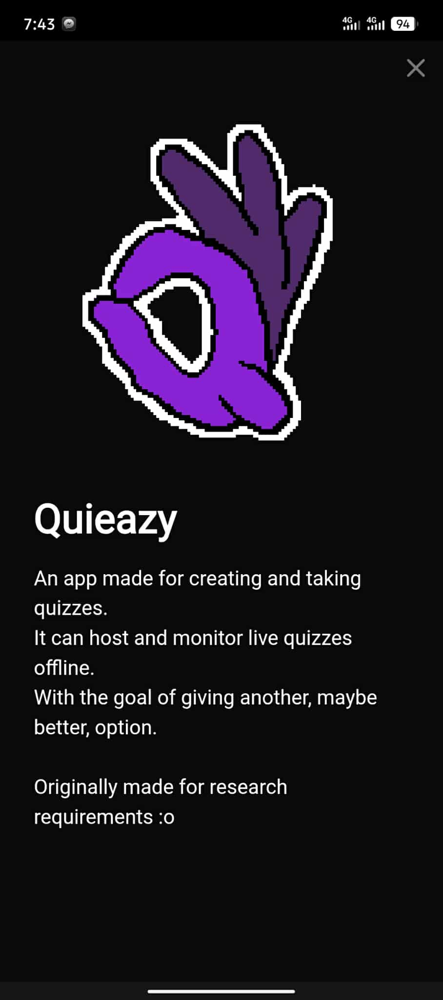 7:43
4G 4G 94
Quieazy
An app made for creating and taking
quizzes.
It can host and monitor live quizzes
offline.
With the goal of giving another, maybe
better, option.
Originally made for research
requirements :o